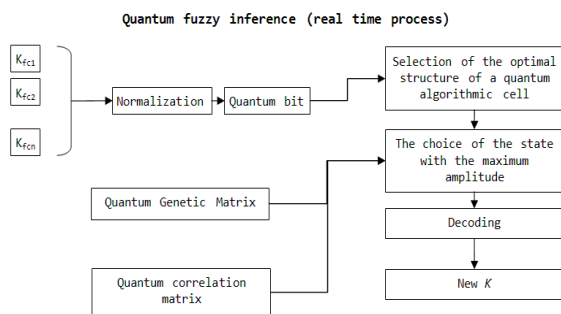 Quantum fuzzy inference (real time process)
Kfc1
Kfc2
Kfcn
Normalization
Quantum bit
Selection of the optimal
structure of a quantum
algorithmic cell
The choice of the state
with the maximum
amplitude
Quantum Genetic Matrix
Decoding
Quantum correlation
matrix
New K